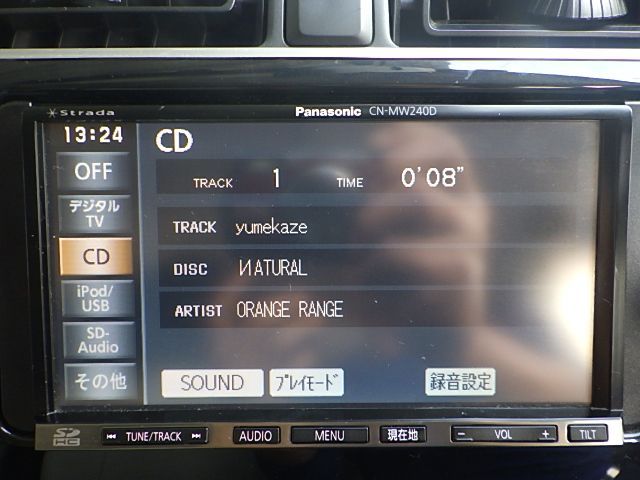 Strada
Panasonic CN-MW240D
13:24
CD
OFF
TRACK 1 TIME 0'08"
デジタル
TV
TRACK yumekaze
CD
DISC ИATURAL
iPod/
USB
ARTIST ORANGE RANGE
SD-
Audio
その他
SOUND ﾌﾟﾚｲﾓｰﾄﾞ 録音設定
SD HC TUNE/TRACK AUDIO MENU 現在地 - VOL + TILT